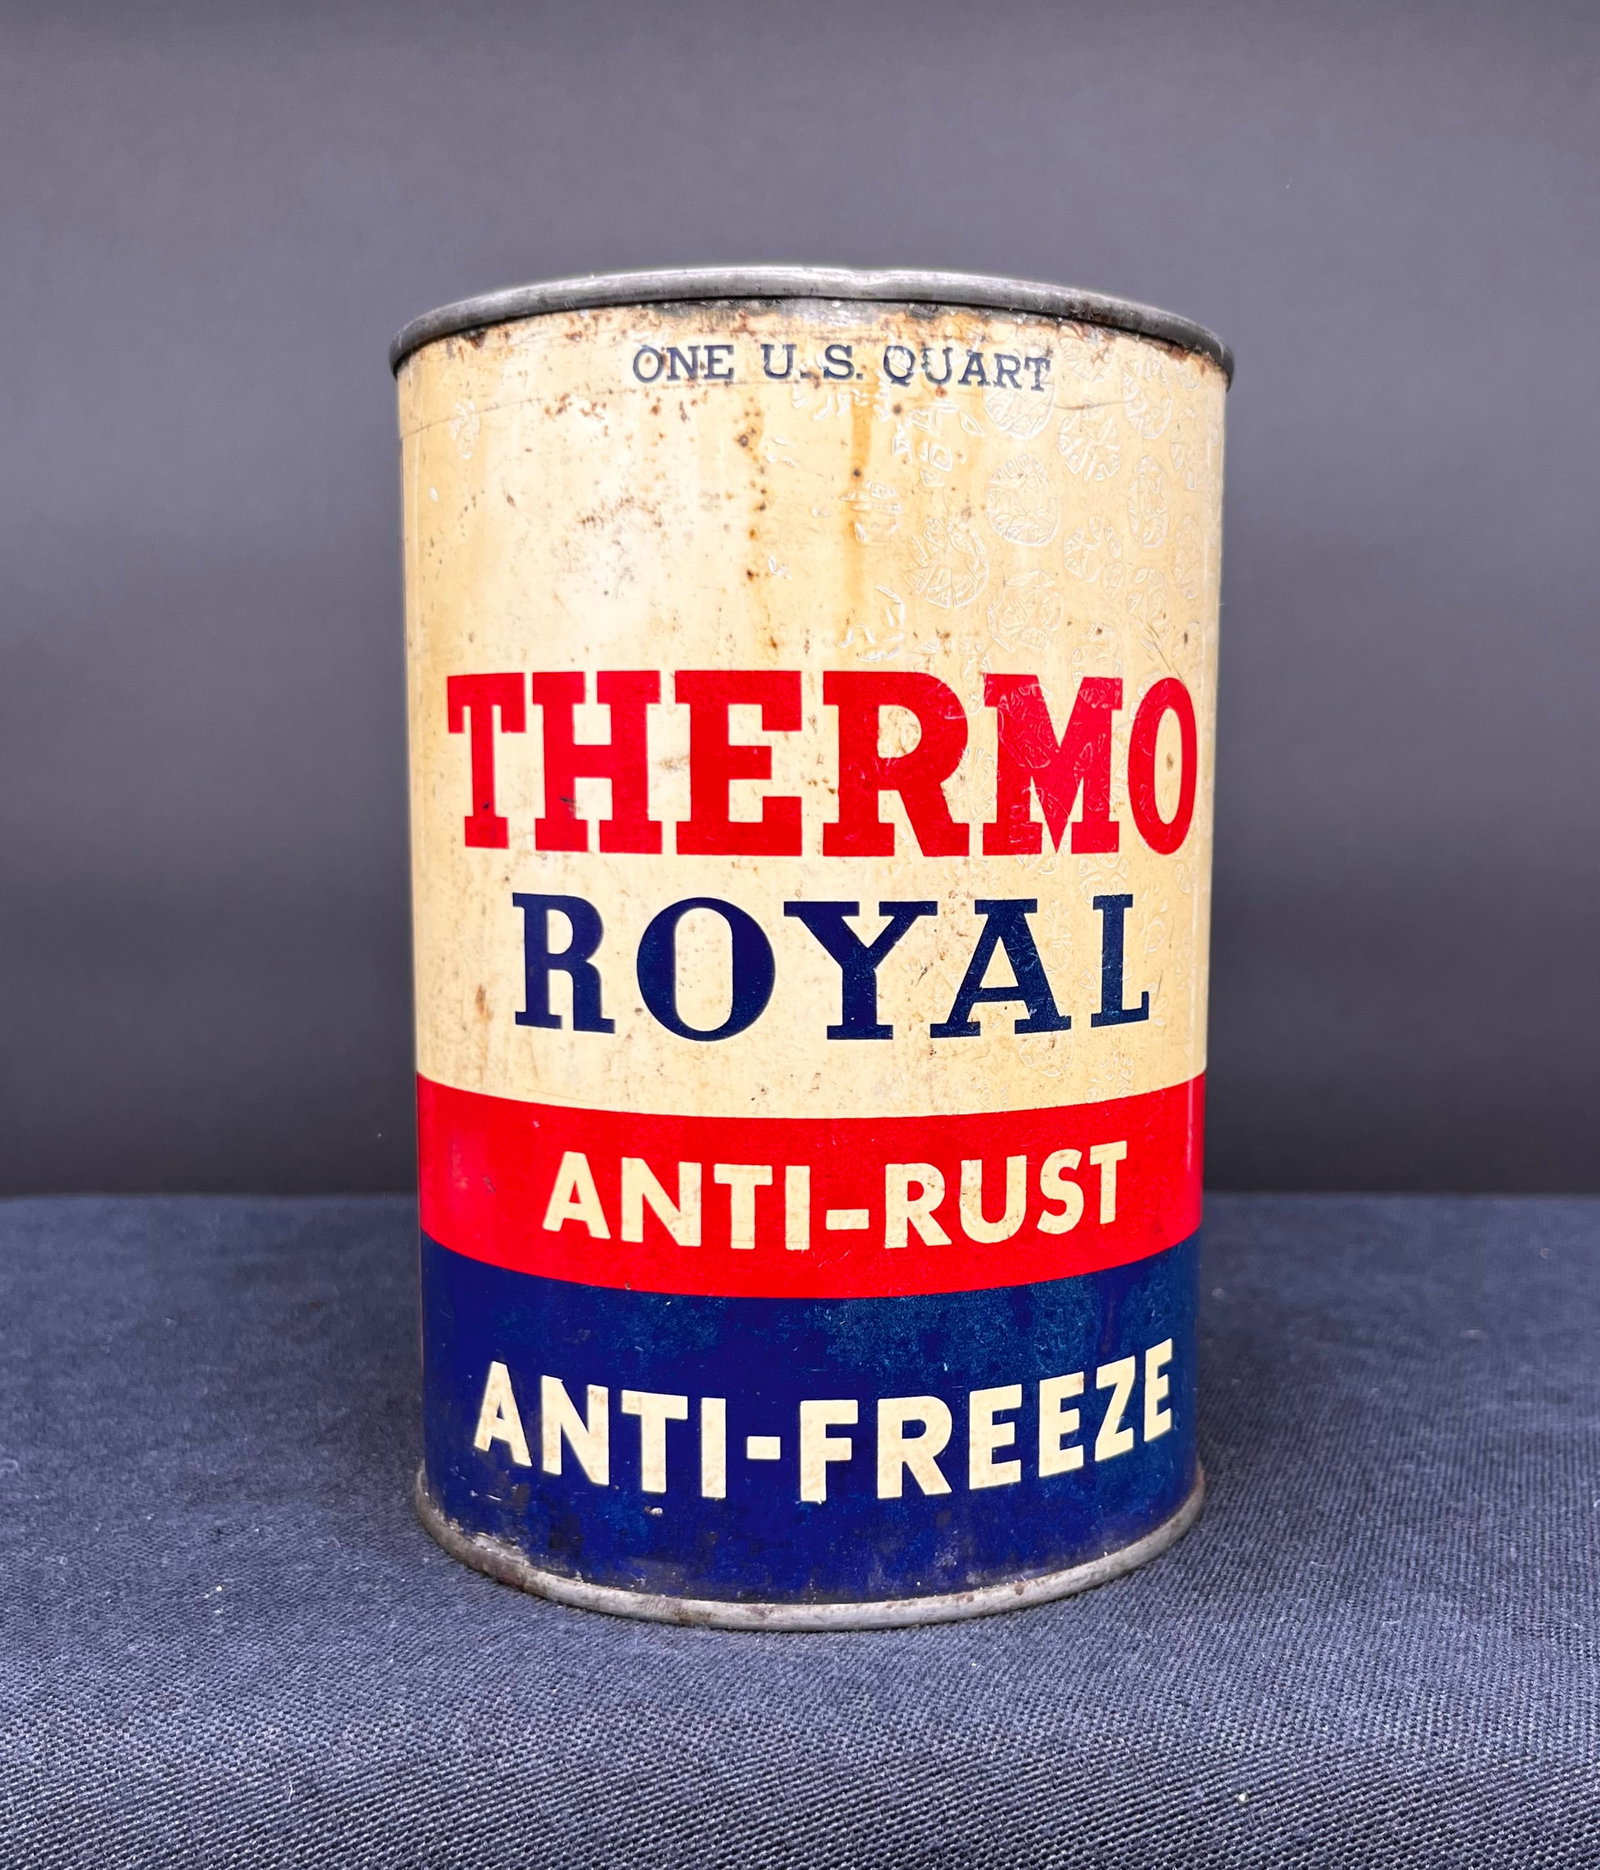 ONE U.S. QUART
THERMO
ROYAL
ANTI-RUST
ANTI-FREEZE